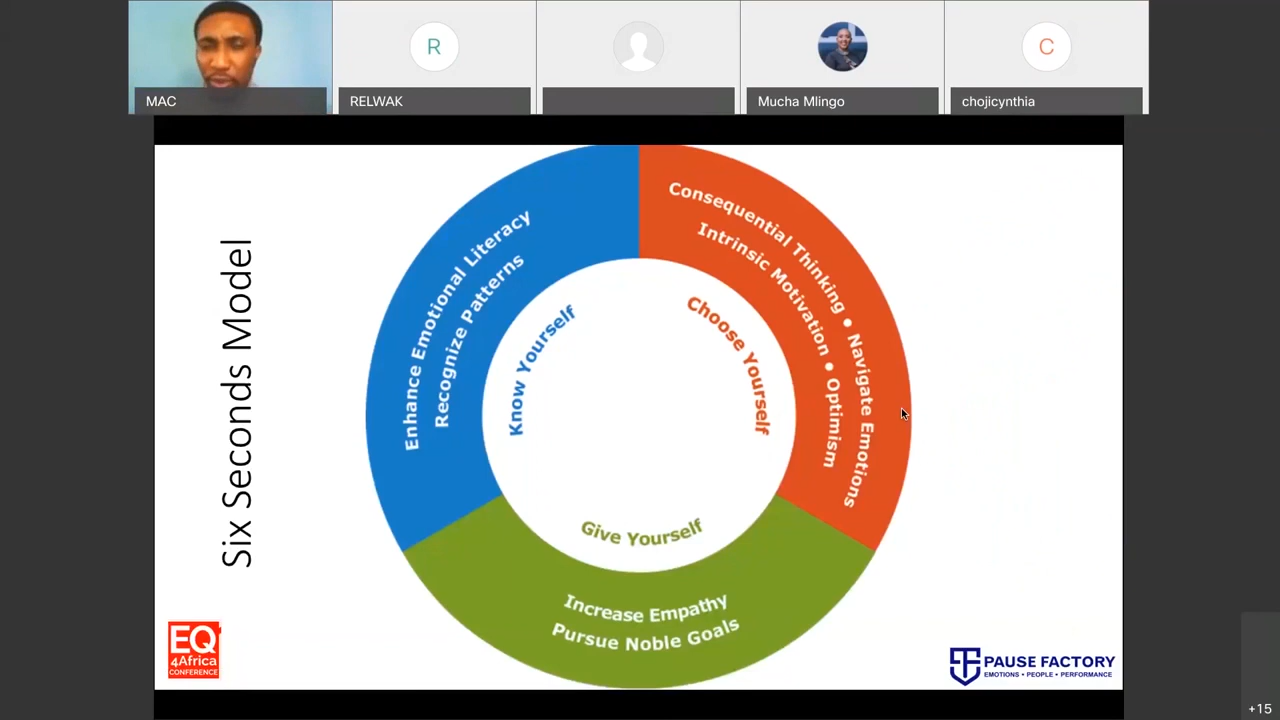 MAC
R
RELWAK
Mucha Mlingo
C
chojicynthia
Six Seconds Model
Enhance Emotional Literacy
Recognize Patterns
Know Yourself
Consequential Thinking • Navigate Emotions
Intrinsic Motivation • Optimism
Choose Yourself
Give Yourself
Increase Empathy
Pursue Noble Goals
EQ
4Africa
CONFERENCE
PAUSE FACTORY
EMOTIONS • PEOPLE • PERFORMANCE
+15